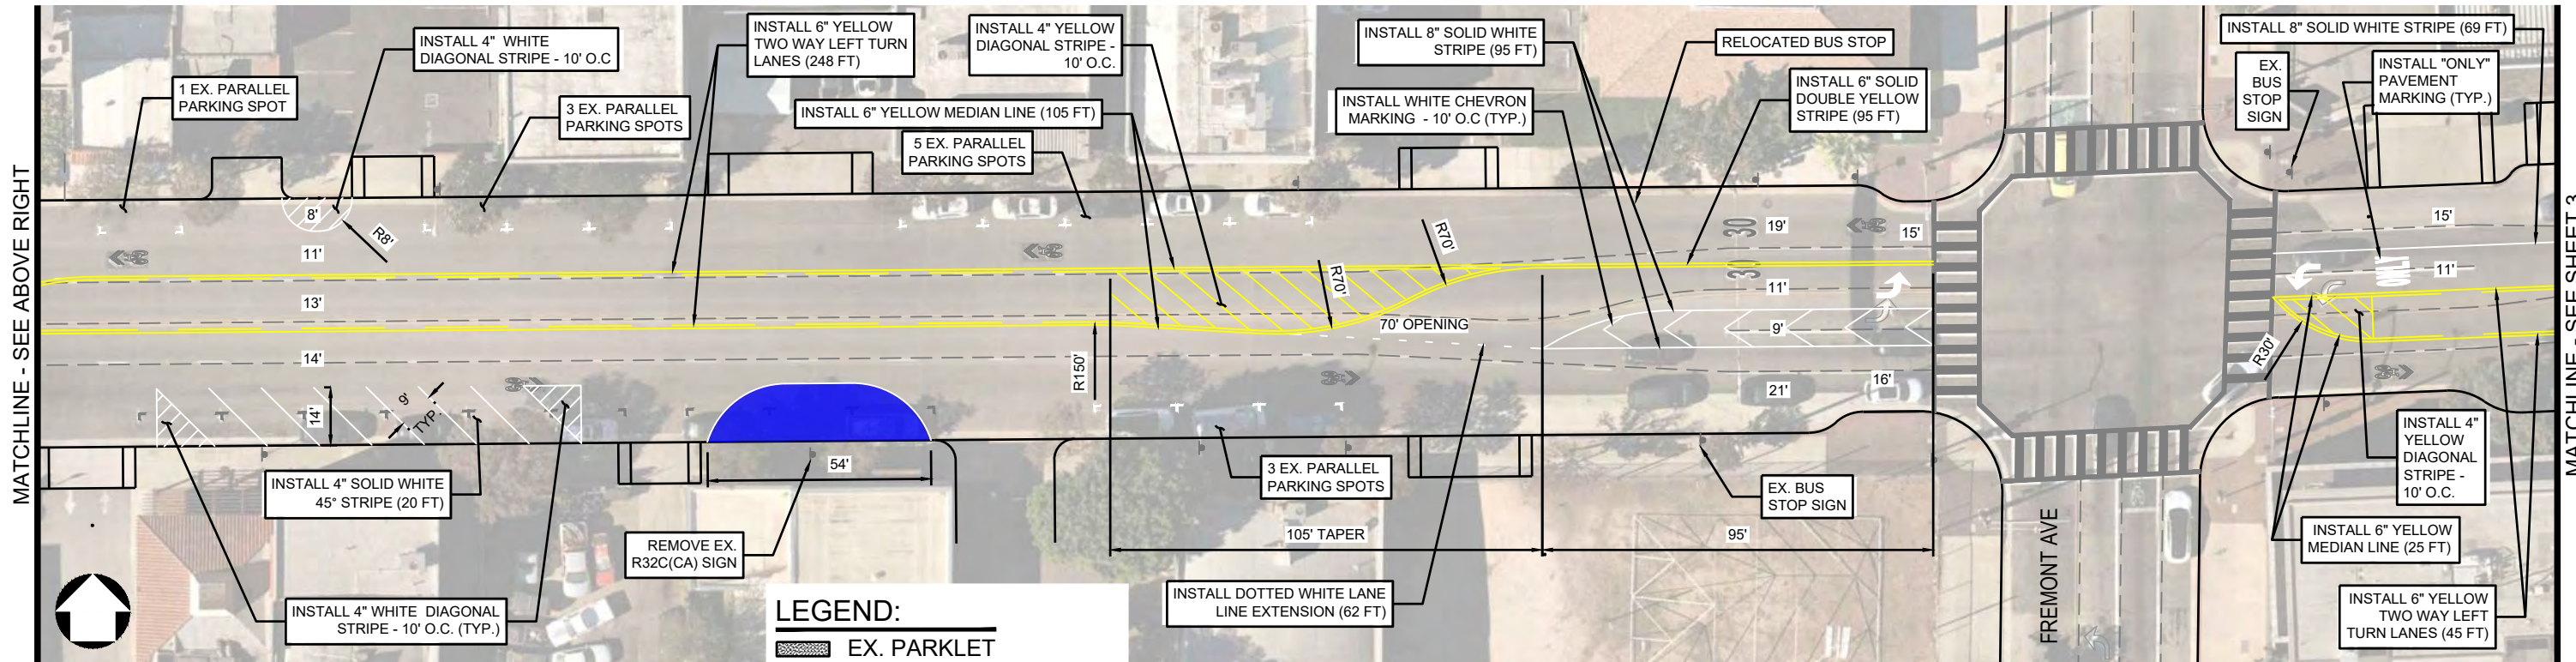 MATCHLINE - SEE ABOVE RIGHT
1 EX. PARALLEL
PARKING SPOT
INSTALL 4" WHITE
DIAGONAL STRIPE - 10' O.C
3 EX. PARALLEL
PARKING SPOTS
INSTALL 6" YELLOW
TWO WAY LEFT TURN
LANES (248 FT)
INSTALL 4" YELLOW
DIAGONAL STRIPE -
10' O.C.
INSTALL 6" YELLOW MEDIAN LINE (105 FT)
5 EX. PARALLEL
PARKING SPOTS
INSTALL 8" SOLID WHITE
STRIPE (95 FT)
INSTALL WHITE CHEVRON
MARKING - 10' O.C (TYP.)
RELOCATED BUS STOP
INSTALL 6" SOLID
DOUBLE YELLOW
STRIPE (95 FT)
INSTALL 8" SOLID WHITE STRIPE (69 FT)
EX.
BUS
STOP
SIGN
INSTALL "ONLY"
PAVEMENT
MARKING (TYP.)
8'
R8'
11'
13'
14'
R70'
R70'
30
30
19'
15'
11'
9'
21'
16'
15'
11'
ONLY
70' OPENING
R150'
R30'
14'
9'
TYP.
54'
INSTALL 4" SOLID WHITE
45° STRIPE (20 FT)
REMOVE EX.
R32C(CA) SIGN
3 EX. PARALLEL
PARKING SPOTS
EX. BUS
STOP SIGN
105' TAPER
95'
INSTALL 4" WHITE DIAGONAL
STRIPE - 10' O.C. (TYP.)
INSTALL DOTTED WHITE LANE
LINE EXTENSION (62 FT)
LEGEND:
EX. PARKLET
FREMONT AVE
INSTALL 4"
YELLOW
DIAGONAL
STRIPE -
10' O.C.
INSTALL 6" YELLOW
MEDIAN LINE (25 FT)
INSTALL 6" YELLOW
TWO WAY LEFT
TURN LANES (45 FT)
MATCHLINE - SEE SHEET 3